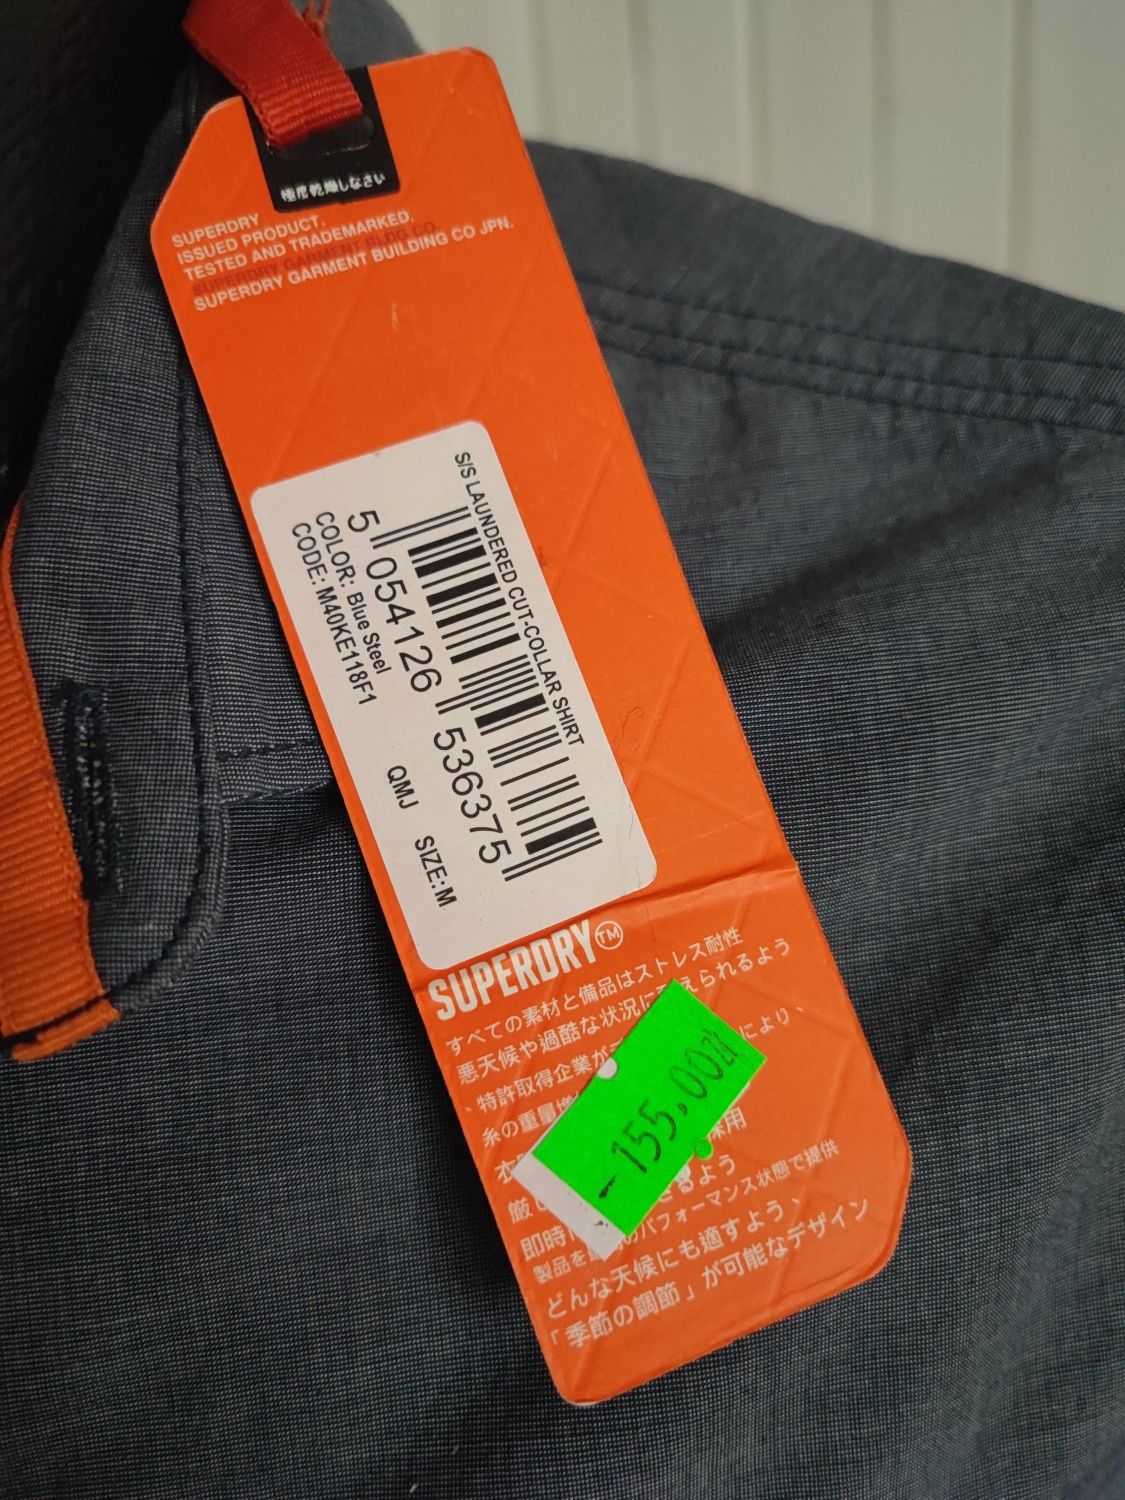 極度乾燥しなさい
SUPERDRY
ISSUED PRODUCT.
TESTED AND TRADEMARKED.
SUPERDRY GARMENT BLDG CO
SUPERDRY GARMENT BUILDING CO JPN.
S/S LAUNDERED CUT-COLLAR SHIRT
5 054126 536375
COLOR: Blue Steel
CODE: M40KE118F1 QMJ SIZE:M
SUPERDRY TM
すべての素材と備品はストレス耐性
悪天候や過酷な状況に えられるよう
、特許取得企業が により、
糸の重量
採用
厳 きるよう
即時 パフォーマンス状態で提供
製品を
どんな天候にも適すよう、
「季節の調節」が可能なデザイン
-155,00zł